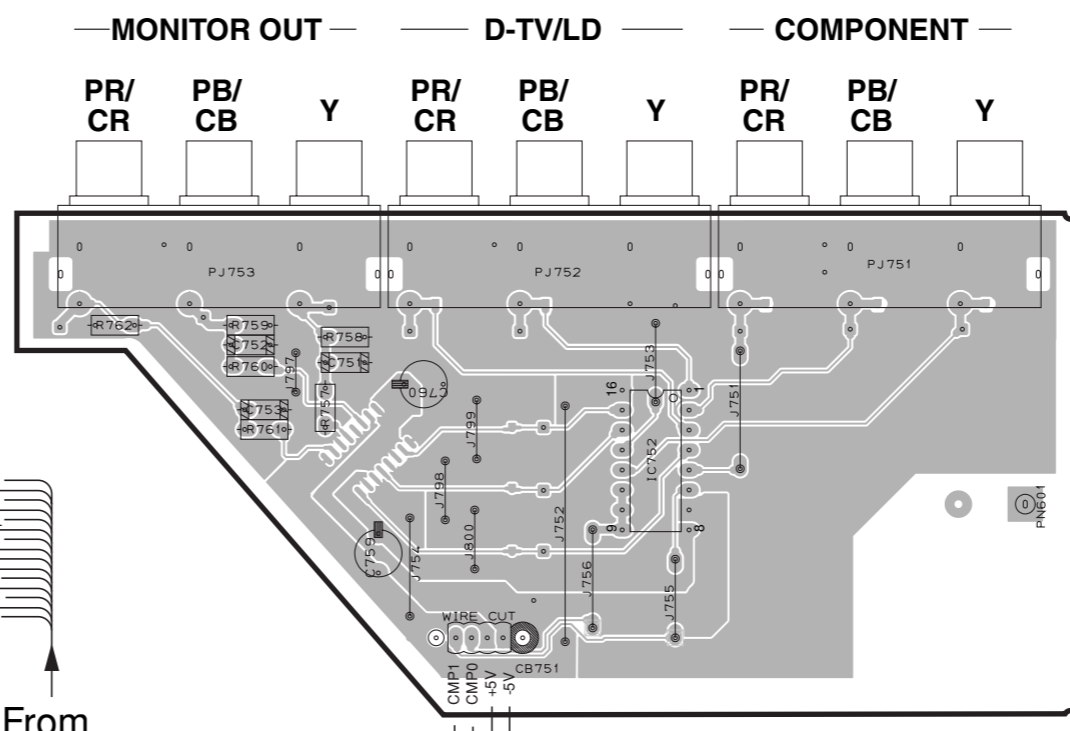 MONITOR OUT D-TV/LD COMPONENT
PR/ CR PB/ CB Y PR/ CR PB/ CB Y PR/ CR PB/ CB Y
PJ753 PJ752 PJ751
R762 R759 R758
C752 C751
R760 J797 J753 J751
C760 16 1
R757
C753
R761 J799
IC752
J798
PN601
J752
9 8
J800
C759 J754
J756 J755
WIRE CUT
CB751
CMP1
CMP0
+5V
-5V
From